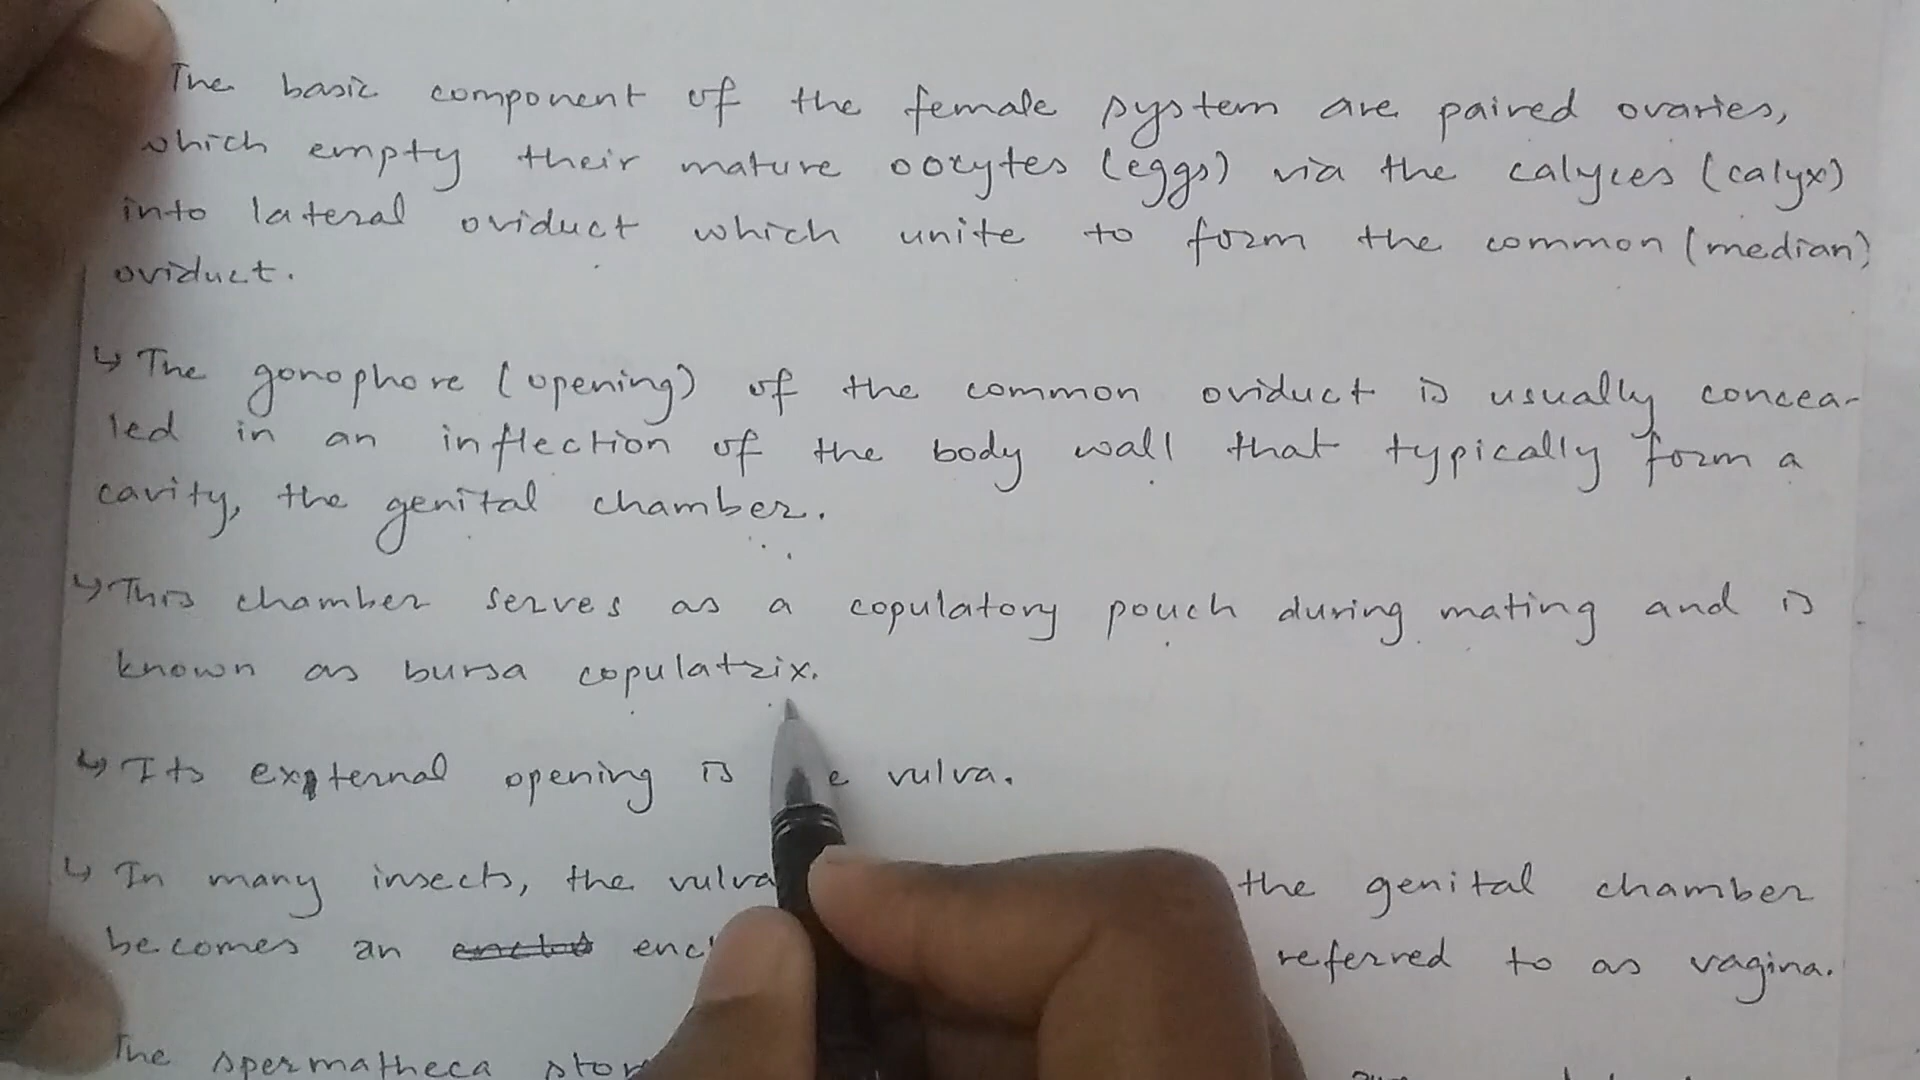 The basic component of the female system are paired ovaries,
which empty their mature oocytes (eggs) via the calyces (calyx)
into lateral oviduct which unite to form the common (median)
oviduct.
↳ The gonophore (opening) of the common oviduct is usually concea-
led in an inflection of the body wall that typically form a
cavity, the genital chamber.
↳ This chamber serves as a copulatory pouch during mating and is
known as bursa copulatrix.
↳ Its external opening is vulva.
↳ In many insects, the vulva the genital chamber
becomes an referred to as vagina.
The spermatheca